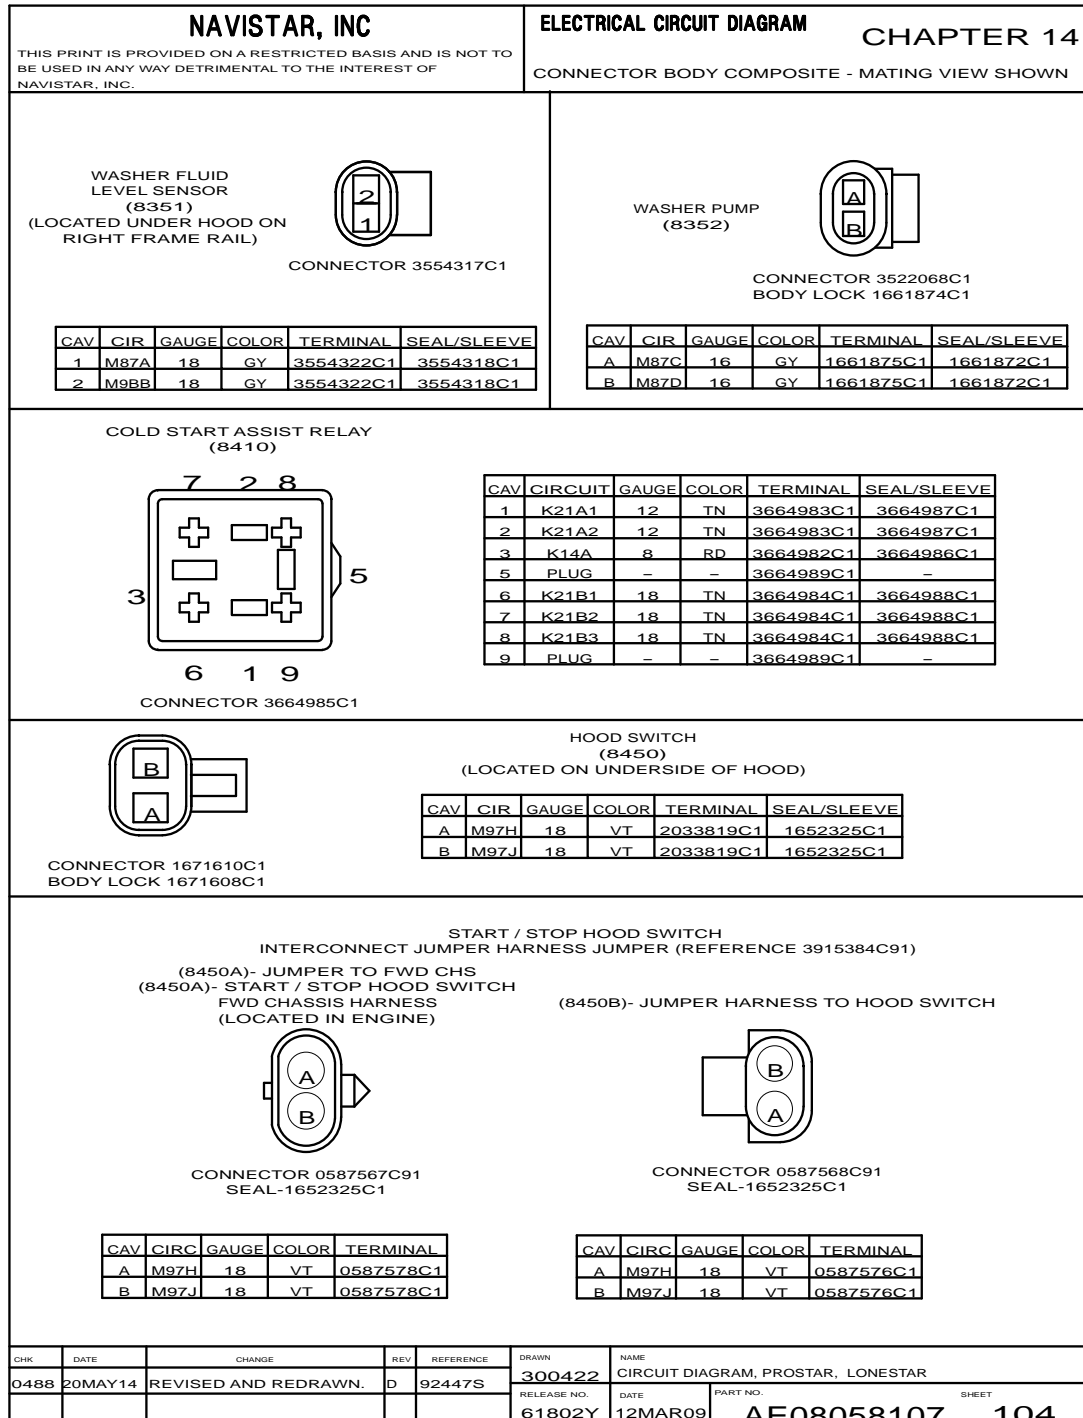 NAVISTAR, INC
THIS PRINT IS PROVIDED ON A RESTRICTED BASIS AND IS NOT TO
BE USED IN ANY WAY DETRIMENTAL TO THE INTEREST OF
NAVISTAR, INC.
ELECTRICAL CIRCUIT DIAGRAM
CHAPTER 14
CONNECTOR BODY COMPOSITE - MATING VIEW SHOWN
WASHER FLUID
LEVEL SENSOR
(8351)
(LOCATED UNDER HOOD ON
RIGHT FRAME RAIL)
2
1
CONNECTOR 3554317C1
CAV CIR GAUGE COLOR TERMINAL SEAL/SLEEVE
1 M87A 18 GY 3554322C1 3554318C1
2 M9BB 18 GY 3554322C1 3554318C1
WASHER PUMP
(8352)
A
B
CONNECTOR 3522068C1
BODY LOCK 1661874C1
CAV CIR GAUGE COLOR TERMINAL SEAL/SLEEVE
A M87C 16 GY 1661875C1 1661872C1
B M87D 16 GY 1661875C1 1661872C1
COLD START ASSIST RELAY
(8410)
7 2 8
5
3
6 1 9
CONNECTOR 3664985C1
CAV CIRCUIT GAUGE COLOR TERMINAL SEAL/SLEEVE
1 K21A1 12 TN 3664983C1 3664987C1
2 K21A2 12 TN 3664983C1 3664987C1
3 K14A 8 RD 3664982C1 3664986C1
5 PLUG – – 3664989C1 –
6 K21B1 18 TN 3664984C1 3664988C1
7 K21B2 18 TN 3664984C1 3664988C1
8 K21B3 18 TN 3664984C1 3664988C1
9 PLUG – – 3664989C1 –
B
A
CONNECTOR 1671610C1
BODY LOCK 1671608C1
HOOD SWITCH
(8450)
(LOCATED ON UNDERSIDE OF HOOD)
CAV CIR GAUGE COLOR TERMINAL SEAL/SLEEVE
A M97H 18 VT 2033819C1 1652325C1
B M97J 18 VT 2033819C1 1652325C1
START / STOP HOOD SWITCH
INTERCONNECT JUMPER HARNESS JUMPER (REFERENCE 3915384C91)
(8450A)- JUMPER TO FWD CHS
(8450A)- START / STOP HOOD SWITCH
FWD CHASSIS HARNESS
(LOCATED IN ENGINE)
A
B
CONNECTOR 0587567C91
SEAL-1652325C1
CAV CIRC GAUGE COLOR TERMINAL
A M97H 18 VT 0587578C1
B M97J 18 VT 0587578C1
(8450B)- JUMPER HARNESS TO HOOD SWITCH
B
A
CONNECTOR 0587568C91
SEAL-1652325C1
CAV CIRC GAUGE COLOR TERMINAL
A M97H 18 VT 0587576C1
B M97J 18 VT 0587576C1
CHK DATE CHANGE REV REFERENCE
0488 20MAY14 REVISED AND REDRAWN. D 92447S
DRAWN
300422
NAME
CIRCUIT DIAGRAM, PROSTAR, LONESTAR
RELEASE NO.
61802Y
DATE
12MAR09
PART NO.
AE08058107
SHEET
104